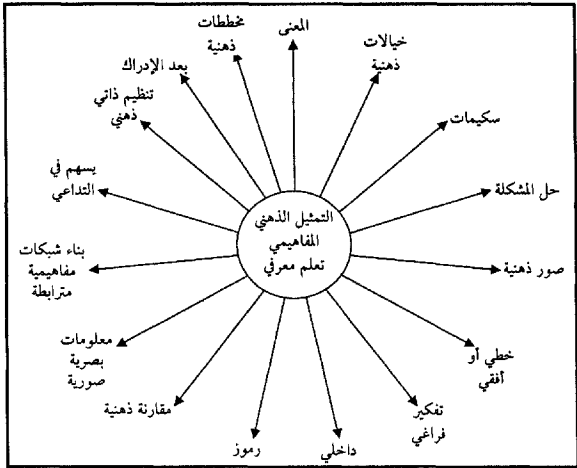 المعنى
مخططات
ذهنية
خيالات
ذهنية
بعد الإدراك
تنظيم ذاتي
ذهني
سكيمات
يسهم في
التداعي
حل المشكلة
التمثيل الذهني
المفاهيمي
تعلم معرفي
بناء شبكات
مفاهيمية
مترابطة
صور ذهنية
معلومات
بصرية
صورية
خطي أو
أفقي
مقارنة ذهنية
تفكير
فراغي
رموز
داخلي